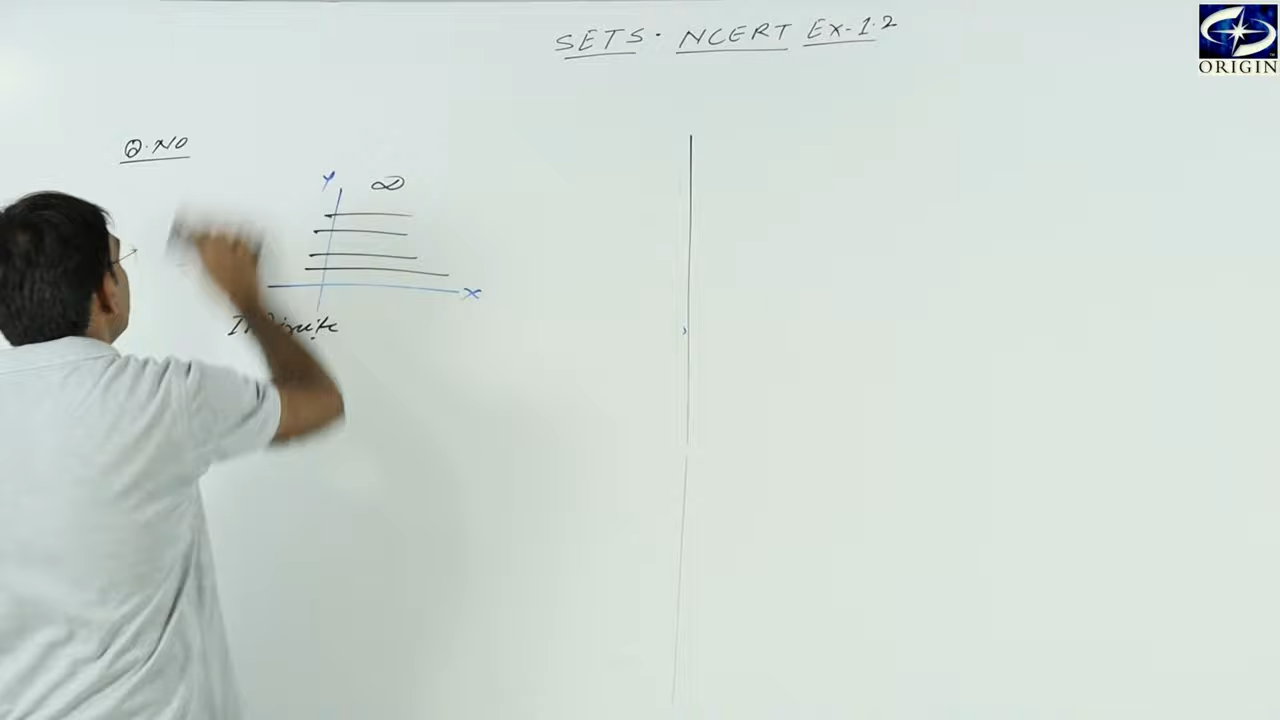 SETS. NCERT Ex-1.2
ORIGIN
Q.NO
Y
∞
X